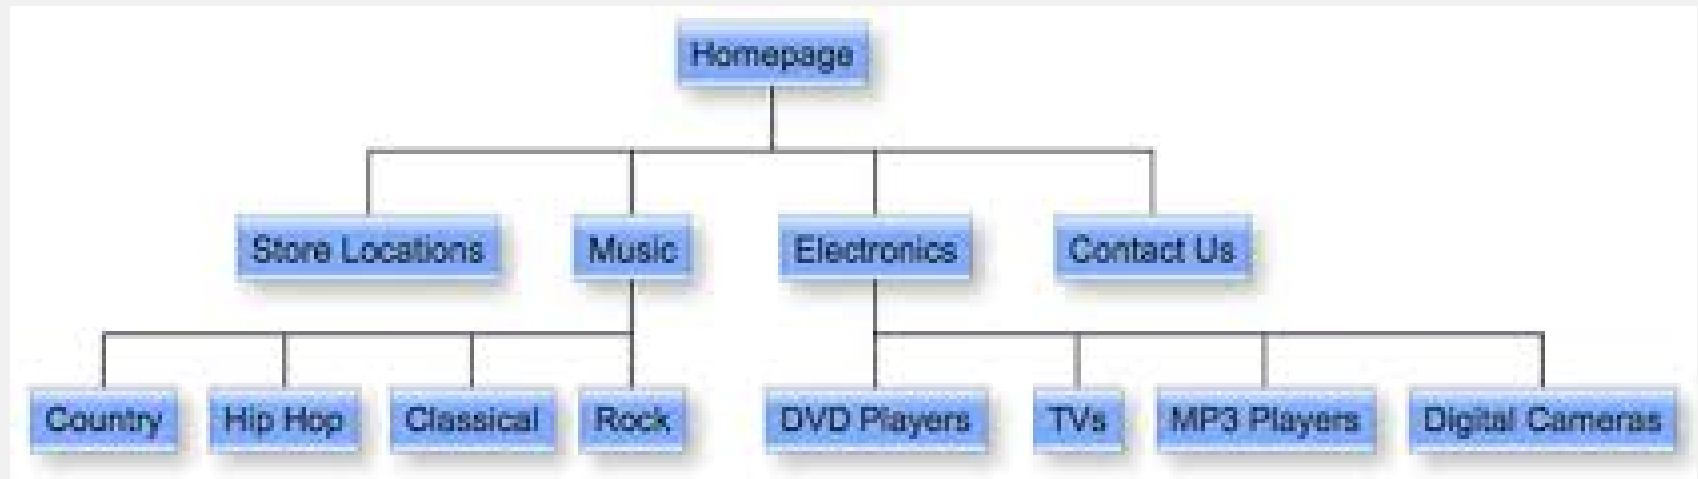 Homepage
Store Locations
Music
Electronics
Contact Us
Country
Hip Hop
Classical
Rock
DVD Players
TVs
MP3 Players
Digital Cameras